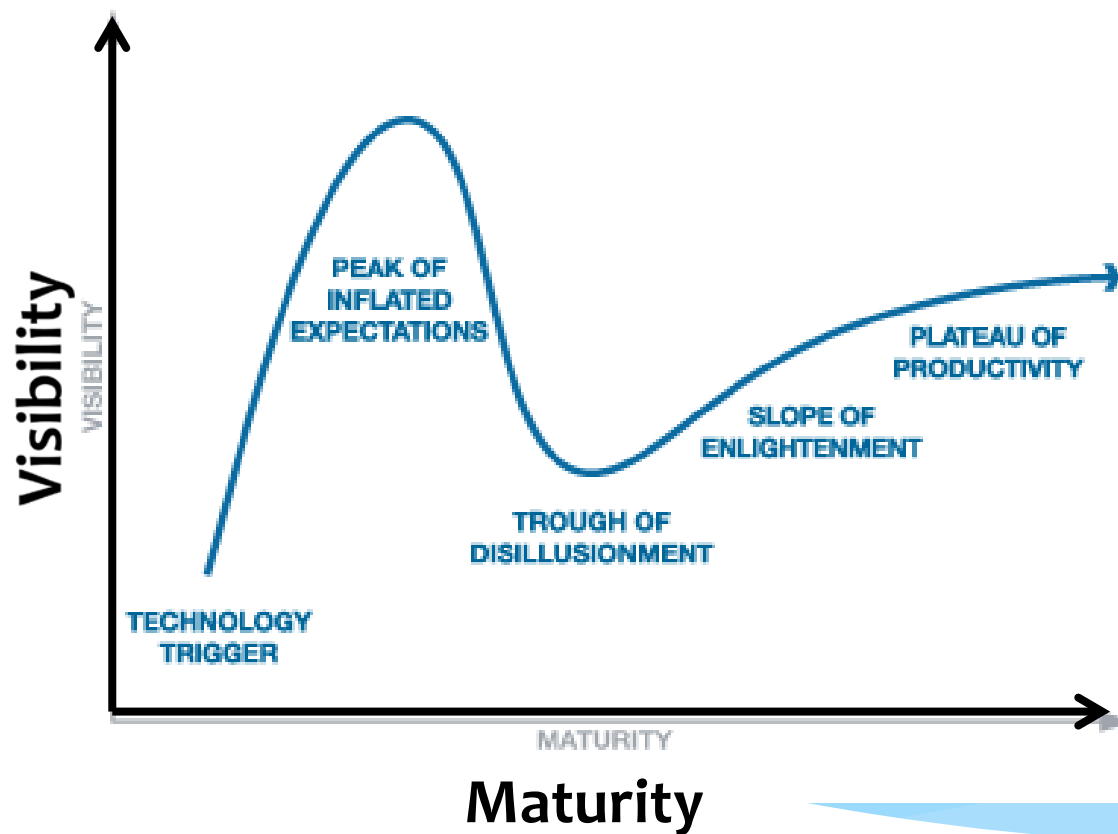 PEAK OF
INFLATED
EXPECTATIONS
PLATEAU OF
PRODUCTIVITY
SLOPE OF
ENLIGHTENMENT
TROUGH OF
DISILLUSIONMENT
TECHNOLOGY
TRIGGER
Visibility
VISIBILITY
MATURITY
Maturity